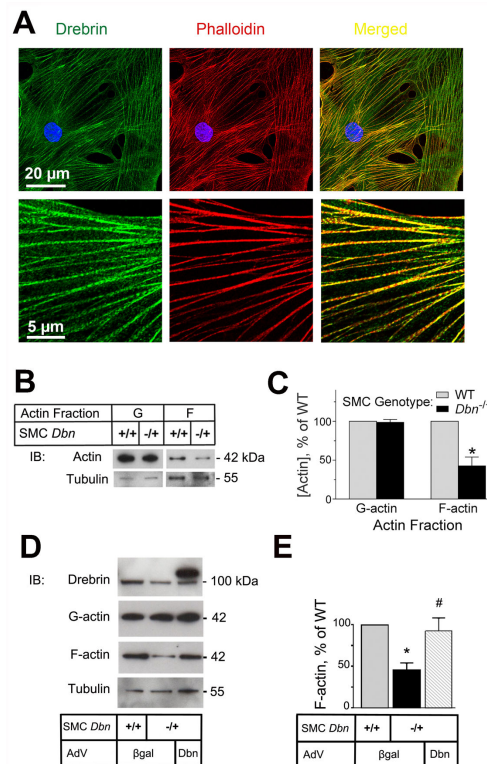 A
Drebrin Phalloidin Merged
20 µm
5 µm
B
Actin Fraction G F
SMC Dbn +/+ -/+ +/+ -/+
IB: Actin - 42 kDa
Tubulin - 55
C
SMC Genotype: WT
Dbn-/+
[Actin], % of WT
100
50
0
G-actin F-actin
Actin Fraction
*
D
IB: Drebrin - 100 kDa
G-actin - 42
F-actin - 42
Tubulin - 55
SMC Dbn +/+ -/+
AdV βgal Dbn
E
F-actin, % of WT
100
50
0
* #
SMC Dbn +/+ -/+
AdV βgal Dbn